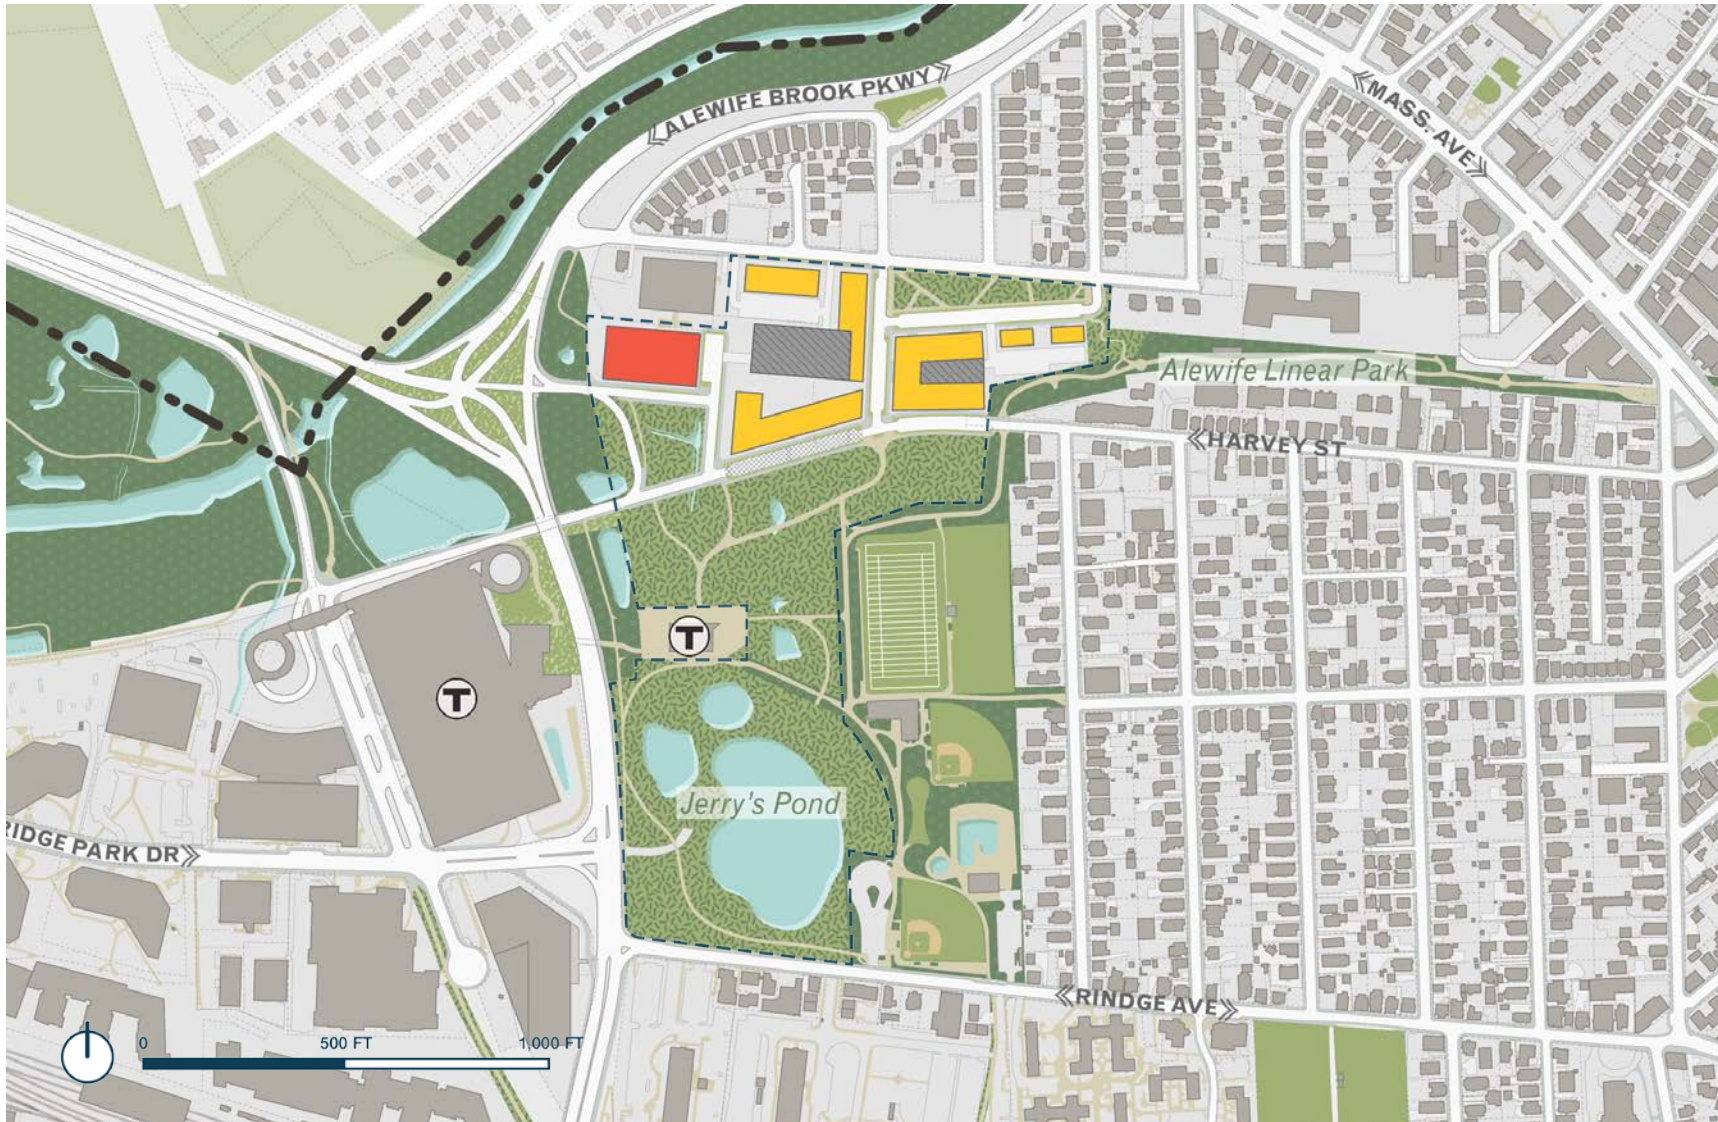 ALEWIFE BROOK PKWY
MASS. AVE
Alewife Linear Park
HARVEY ST
T
T
Jerry's Pond
RIDGE PARK DR
RINDGE AVE
0 500 FT 1,000 FT